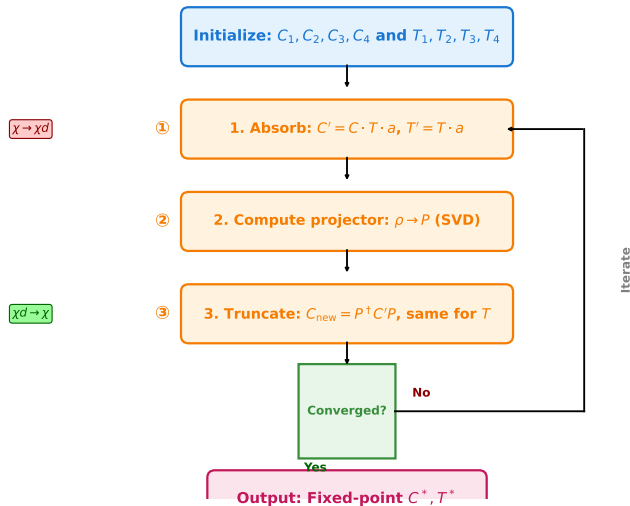 Initialize: C₁, C₂, C₃, C₄ and T₁, T₂, T₃, T₄
χ → χd
①
1. Absorb: C′ = C · T · a, T′ = T · a
②
2. Compute projector: ρ → P (SVD)
Iterate
χd → χ
③
3. Truncate: C_new = P†C′P, same for T
No
Converged?
Yes
Output: Fixed-point C*, T*